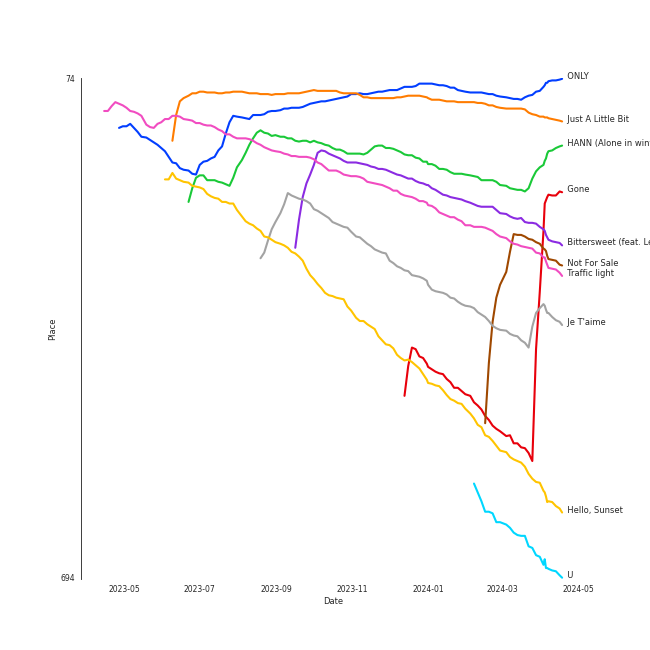 74
ONLY
Just A Little Bit
HANN (Alone in win
Gone
Bittersweet (feat. Le
Not For Sale
Traffic light
Je T'aime
Hello, Sunset
U
Place
694
2023-05
2023-07
2023-09
2023-11
2024-01
2024-03
2024-05
Date